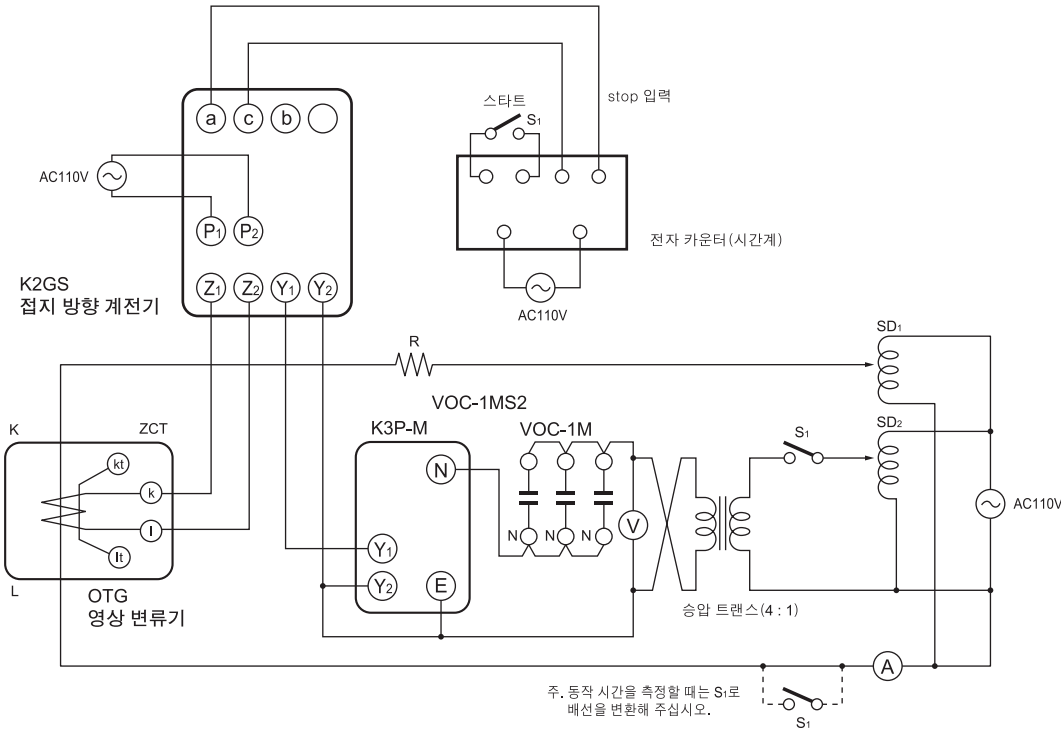 a c b
스타트
S₁
stop 입력
AC110V
P₁ P₂
전자 카운터(시간계)
K2GS
접지 방향 계전기
Z₁ Z₂ Y₁ Y₂
AC110V
SD₁
R
VOC-1MS2
K ZCT
K3P-M VOC-1M
S₁ SD₂
kt
N
k
AC110V
V
l
N N N
Y₁
lt
Y₂ E
L
OTG
영상 변류기
승압 트랜스(4 : 1)
A
주. 동작 시간을 측정할 때는 S₁로
배선을 변환해 주십시오.
S₁